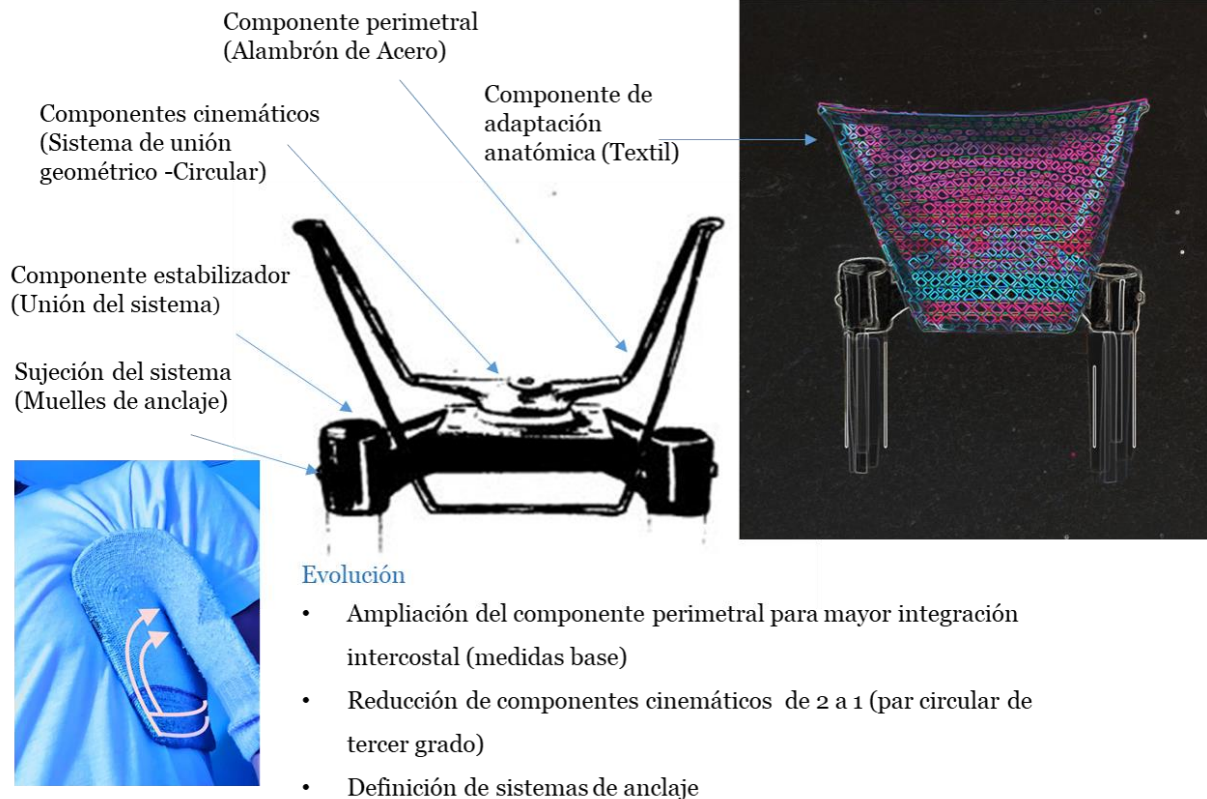 Componente perimetral
(Alambrón de Acero)
Componentes cinemáticos
(Sistema de unión
geométrico -Circular)
Componente de
adaptación
anatómica (Textil)
Componente estabilizador
(Unión del sistema)
Sujeción del sistema
(Muelles de anclaje)
Evolución
• Ampliación del componente perimetral para mayor integración
intercostal (medidas base)
• Reducción de componentes cinemáticos de 2 a 1 (par circular de
tercer grado)
• Definición de sistemas de anclaje